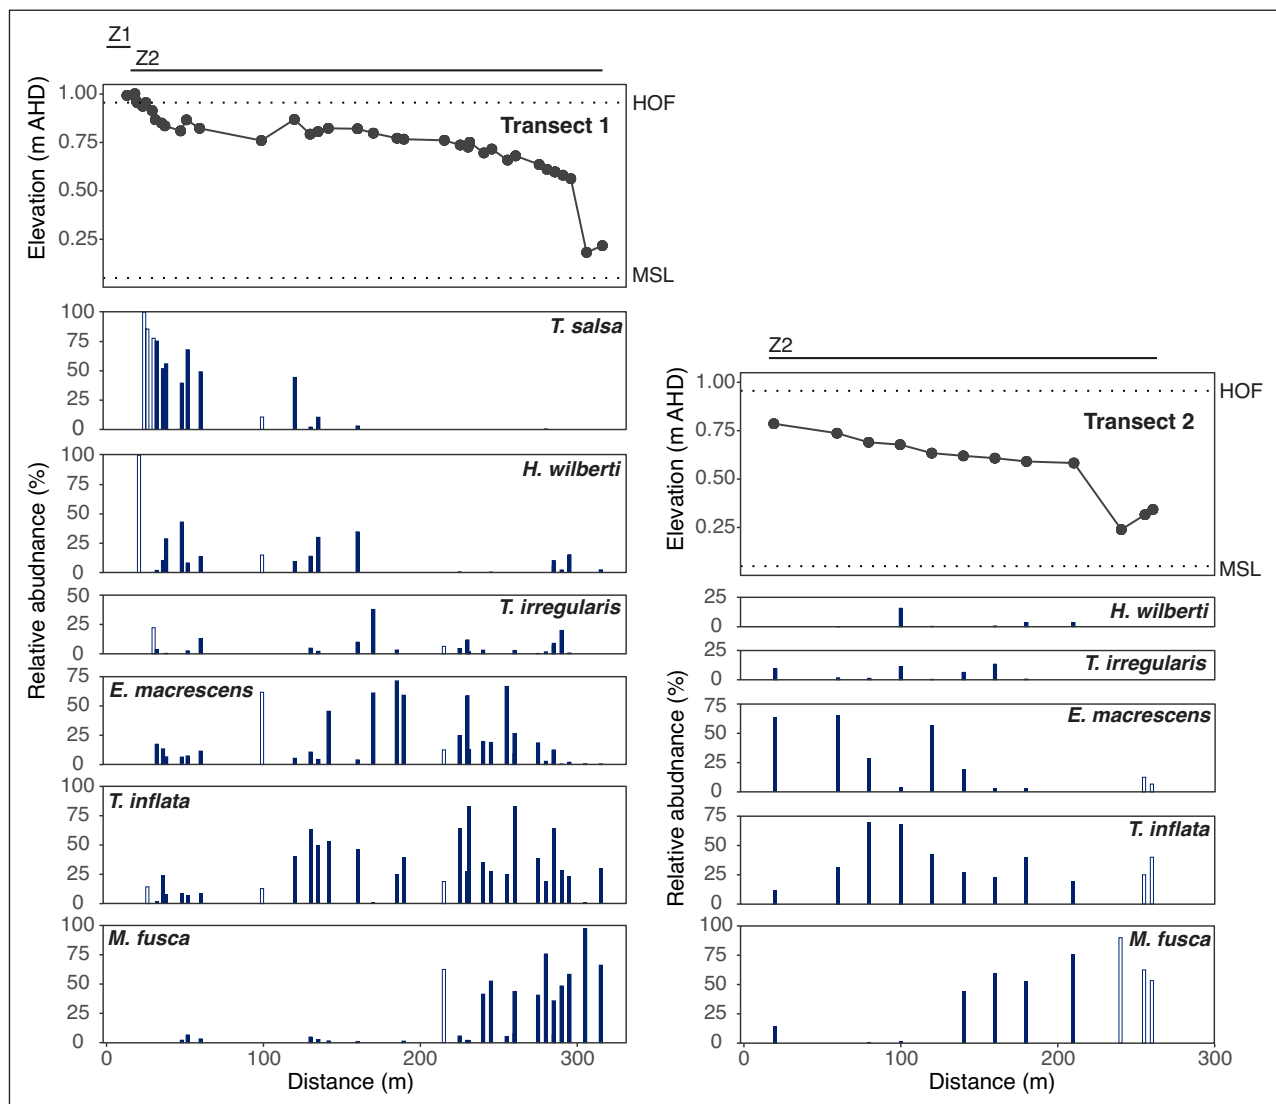 Z1
Z2
1.00
0.75
0.50
0.25
Elevation (m AHD)
HOF
Transect 1
MSL
Relative abudnance (%)
100
75
50
25
0
T. salsa
100
75
50
25
0
H. wilberti
50
25
0
T. irregularis
75
50
25
0
E. macrescens
100
75
50
25
0
T. inflata
100
75
50
25
0
M. fusca
0
100
200
300
Distance (m)
Z2
1.00
0.75
0.50
0.25
Elevation (m AHD)
HOF
Transect 2
MSL
Relative abudnance (%)
25
0
H. wilberti
25
0
T. irregularis
75
50
25
0
E. macrescens
75
50
25
0
T. inflata
100
75
50
25
0
M. fusca
0
100
200
300
Distance (m)